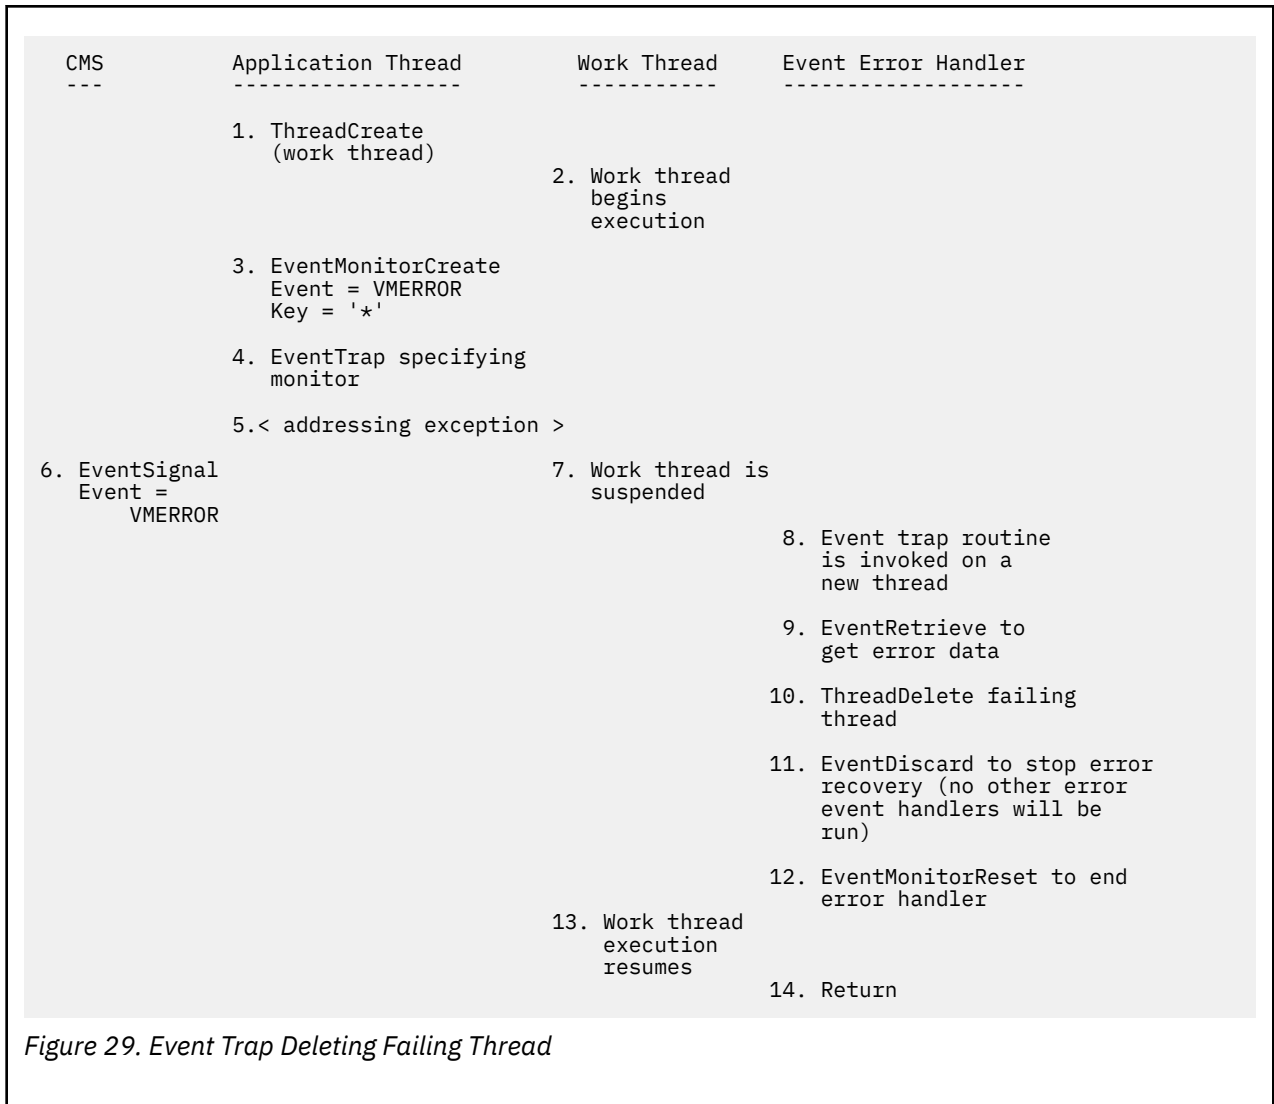 CMS Application Thread Work Thread Event Error Handler
--- ------------------ ----------- -------------------
1. ThreadCreate
(work thread)
2. Work thread
begins
execution
3. EventMonitorCreate
Event = VMERROR
Key = '*'
4. EventTrap specifying
monitor
5.< addressing exception >
6. EventSignal 7. Work thread is
Event = suspended
VMERROR
8. Event trap routine
is invoked on a
new thread
9. EventRetrieve to
get error data
10. ThreadDelete failing
thread
11. EventDiscard to stop error
recovery (no other error
event handlers will be
run)
12. EventMonitorReset to end
error handler
13. Work thread
execution
resumes
14. Return
Figure 29. Event Trap Deleting Failing Thread